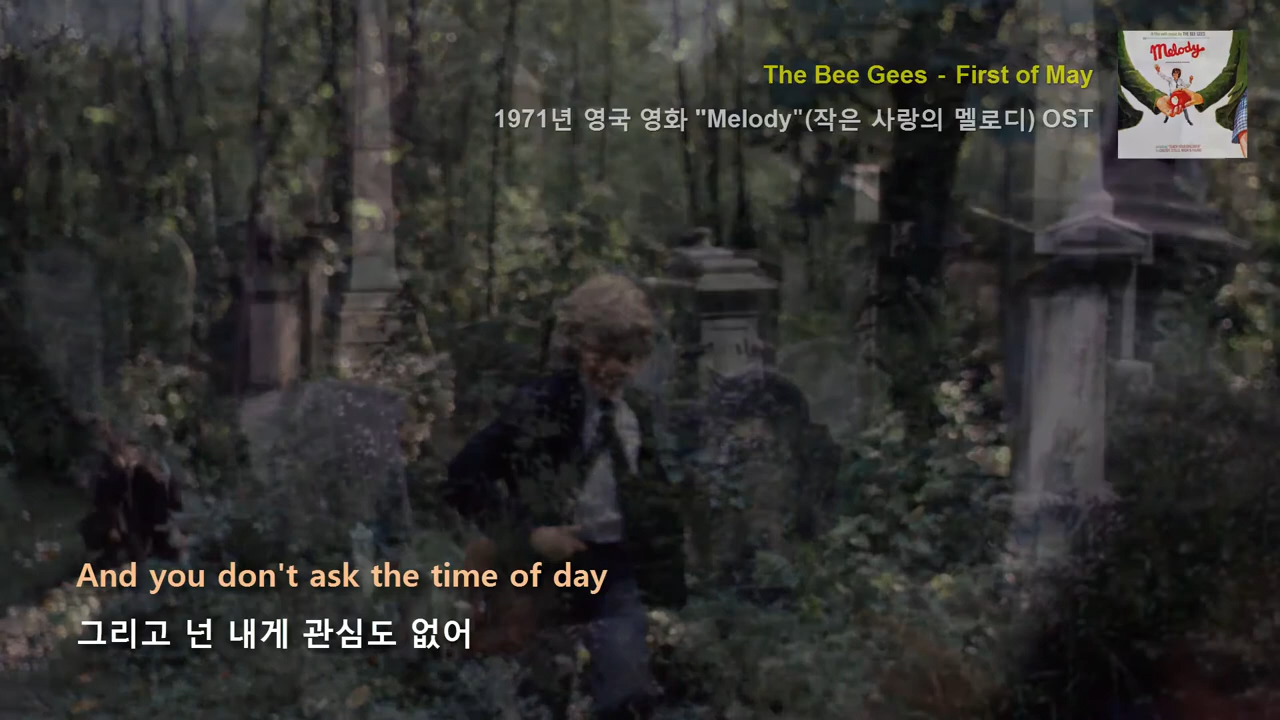 The Bee Gees - First of May
1971년 영국 영화 "Melody"(작은 사랑의 멜로디) OST
Melody
And you don't ask the time of day
그리고 넌 내게 관심도 없어